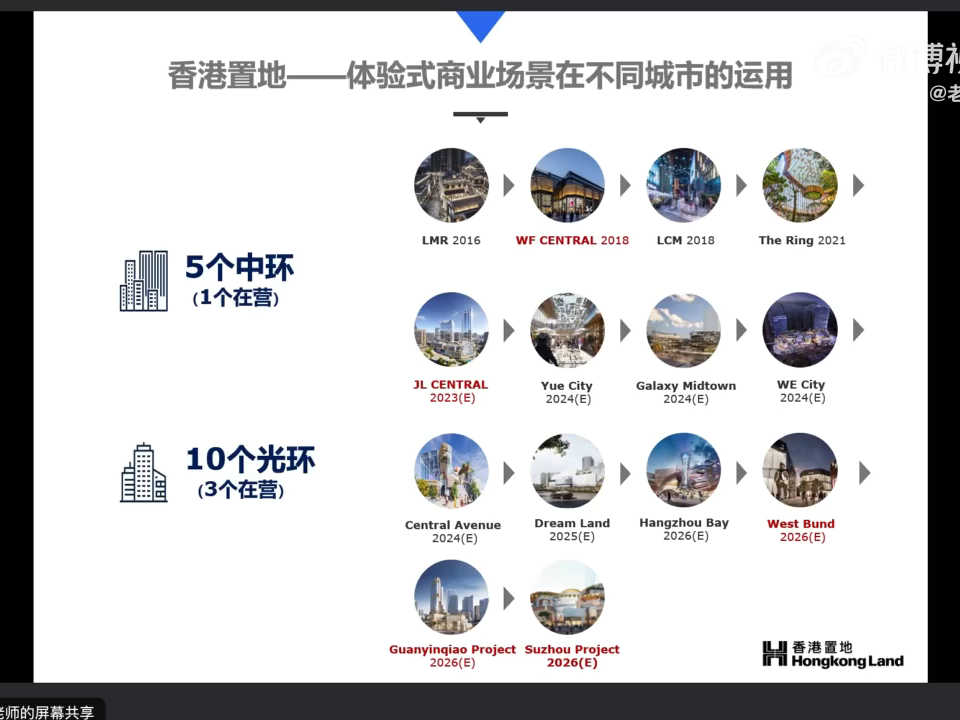 香港置地——体验式商业场景在不同城市的运用
微博视
@老
LMR 2016
WF CENTRAL 2018
LCM 2018
The Ring 2021
5个中环
（1个在营）
JL CENTRAL
2023(E)
Yue City
2024(E)
Galaxy Midtown
2024(E)
WE City
2024(E)
10个光环
（3个在营）
Central Avenue
2024(E)
Dream Land
2025(E)
Hangzhou Bay
2026(E)
West Bund
2026(E)
Guanyinqiao Project
2026(E)
Suzhou Project
2026(E)
香港置地
Hongkong Land
老师的屏幕共享